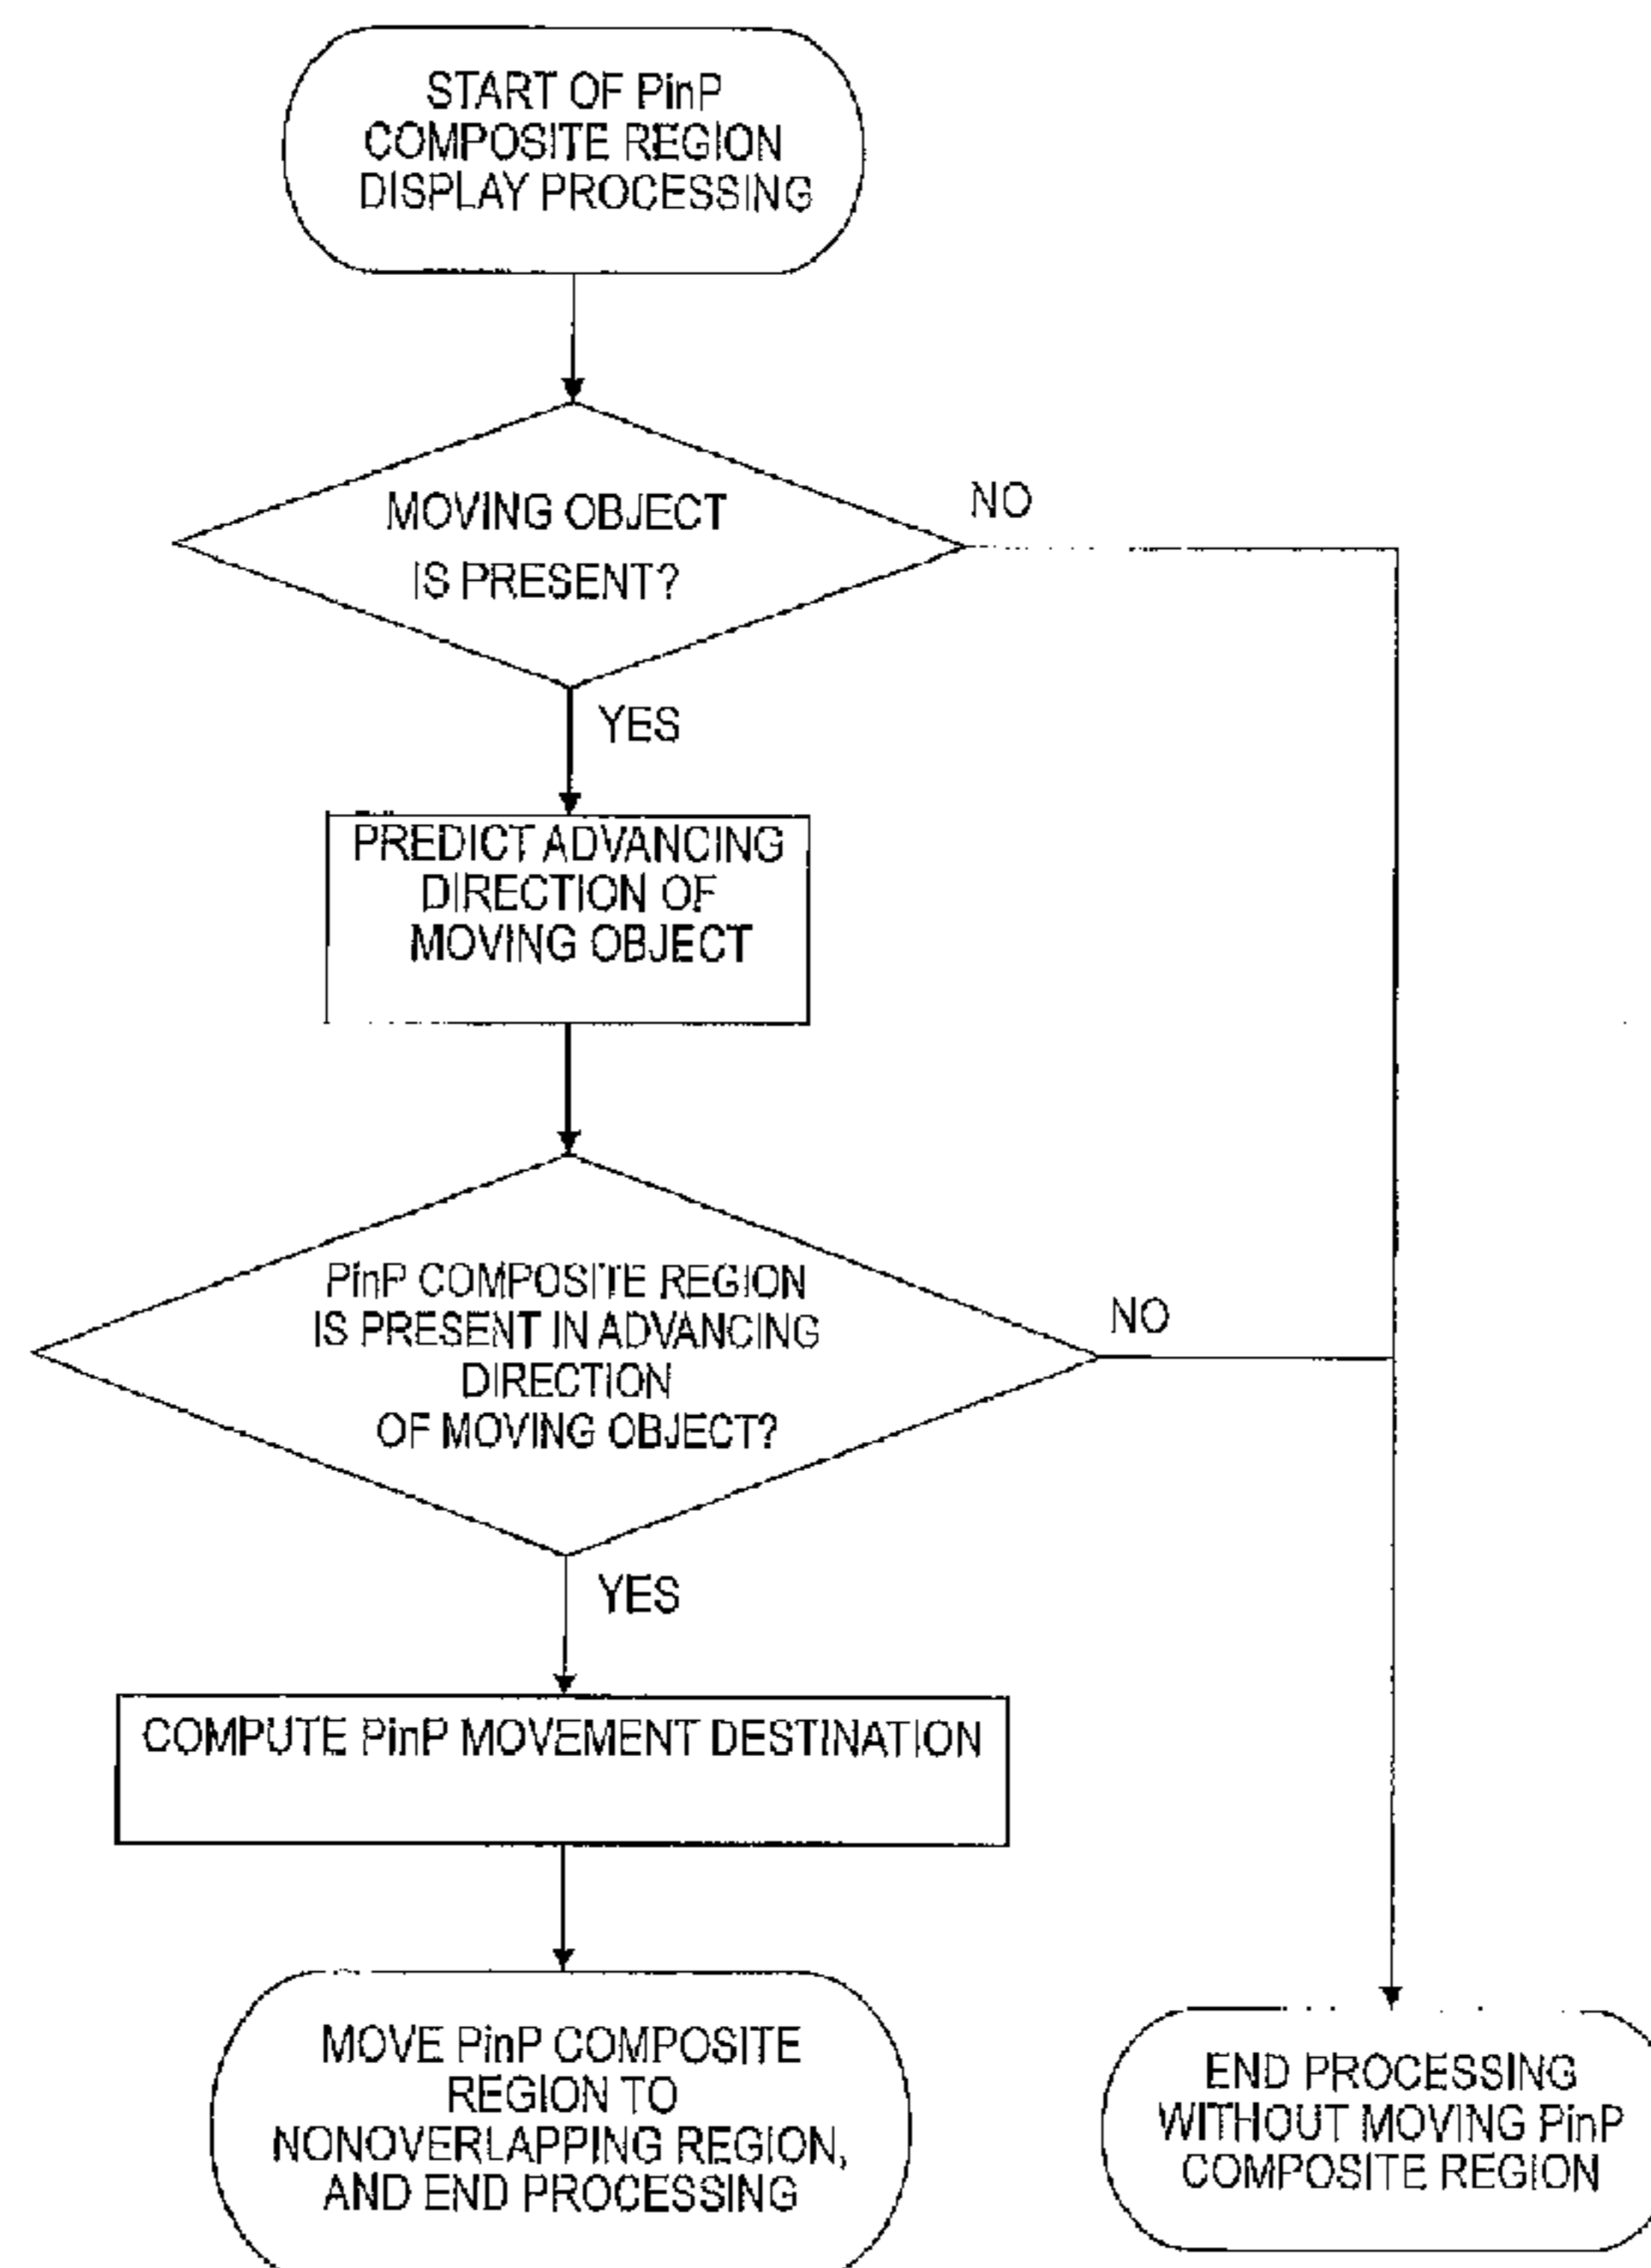 START OF PinP
COMPOSITE REGION
DISPLAY PROCESSING
MOVING OBJECT
IS PRESENT?
NO
YES
PREDICT ADVANCING
DIRECTION OF
MOVING OBJECT
PinP COMPOSITE REGION
IS PRESENT IN ADVANCING
DIRECTION
OF MOVING OBJECT?
NO
YES
COMPUTE PinP MOVEMENT DESTINATION
MOVE PinP COMPOSITE
REGION TO
NONOVERLAPPING REGION,
AND END PROCESSING
END PROCESSING
WITHOUT MOVING PinP
COMPOSITE REGION